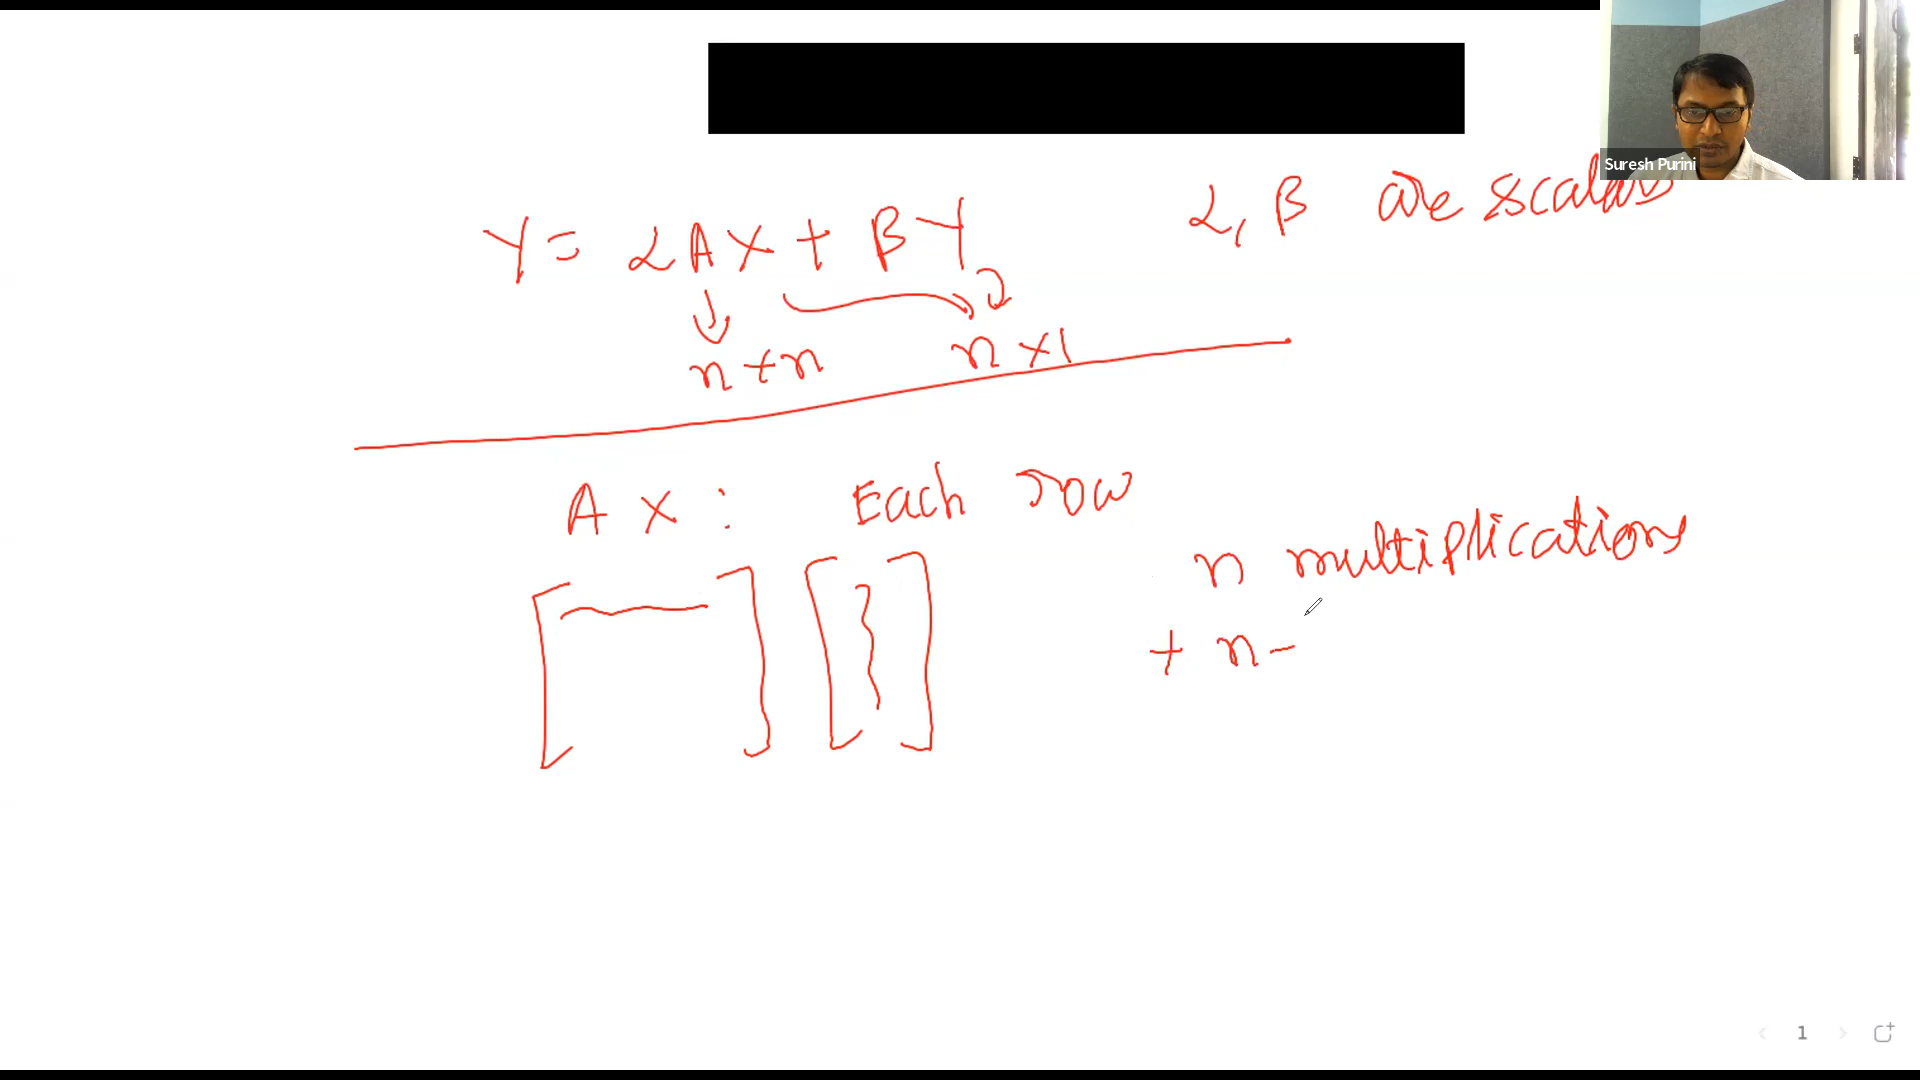 Suresh Purini
α, β are scalars
Y = αAX + βY
n×n n×1
AX: Each row
n multiplications
+ n-
1